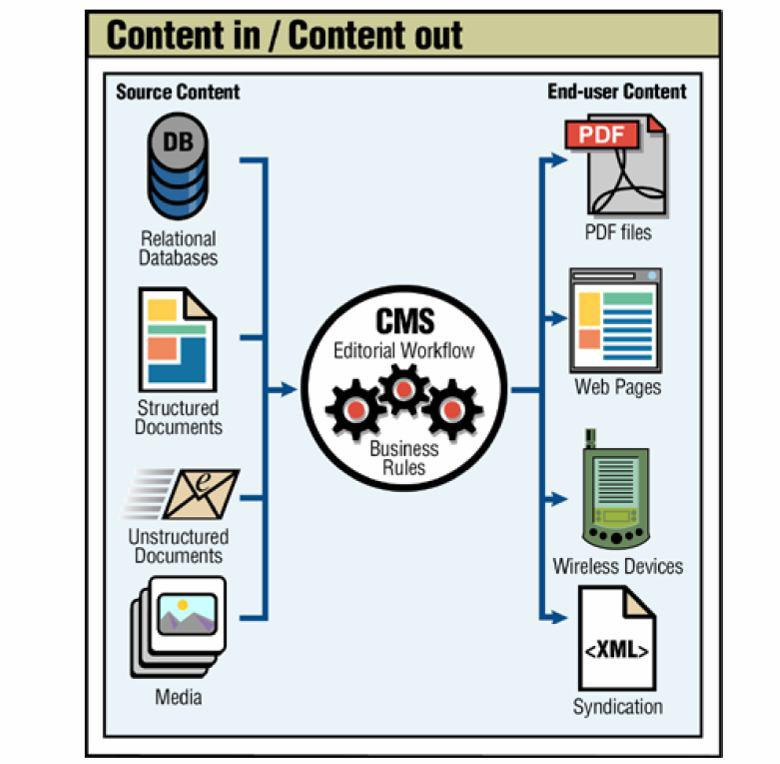 Content in / Content out
Source Content
End-user Content
DB
Relational
Databases
Structured
Documents
e
Unstructured
Documents
Media
CMS
Editorial Workflow
Business
Rules
PDF
PDF files
Web Pages
Wireless Devices
<XML>
Syndication